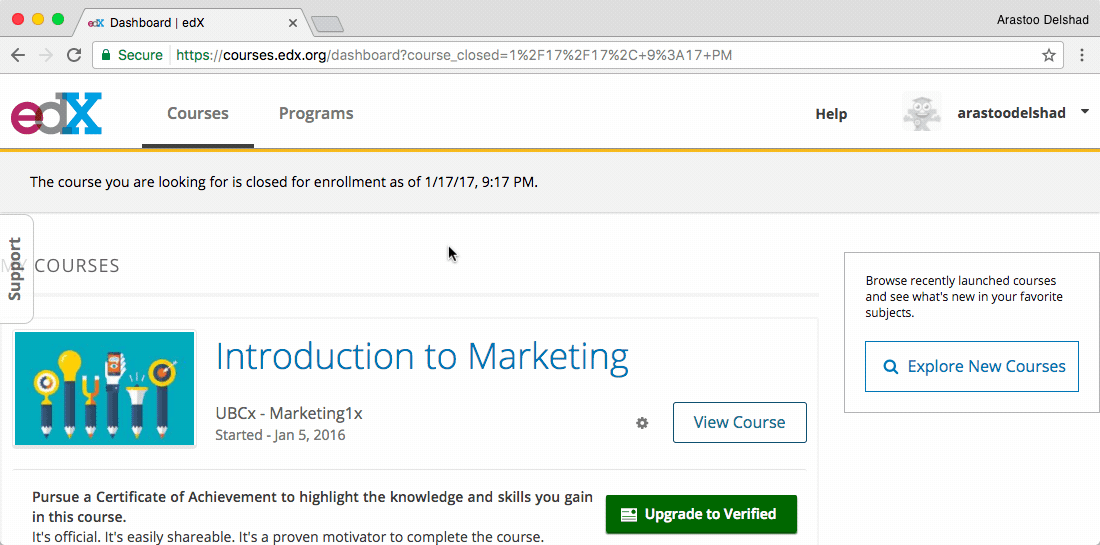 Dashboard | edX
Arastoo Delshad
Secure
https://courses.edx.org/dashboard?course_closed=1%2F17%2F17%2C+9%3A17+PM
edX
Courses
Programs
Help
arastoodelshad
The course you are looking for is closed for enrollment as of 1/17/17, 9:17 PM.
Support
MY COURSES
Browse recently launched courses
and see what's new in your favorite
subjects.
Explore New Courses
Introduction to Marketing
UBCx - Marketing1x
Started - Jan 5, 2016
View Course
Pursue a Certificate of Achievement to highlight the knowledge and skills you gain
in this course.
It's official. It's easily shareable. It's a proven motivator to complete the course.
Upgrade to Verified